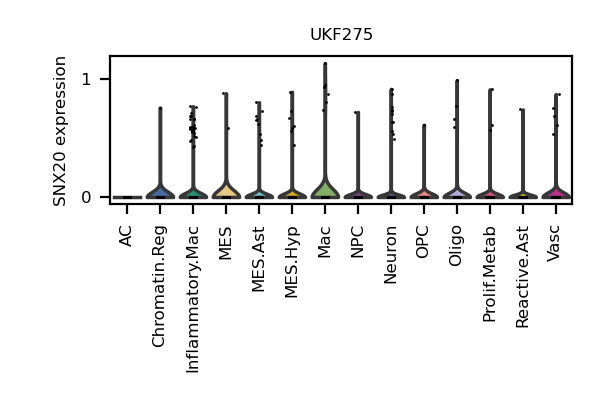 UKF275
SNX20 expression
1
0
AC
Chromatin.Reg
Inflammatory.Mac
MES
MES.Ast
MES.Hyp
Mac
NPC
Neuron
OPC
Oligo
Prolif.Metab
Reactive.Ast
Vasc